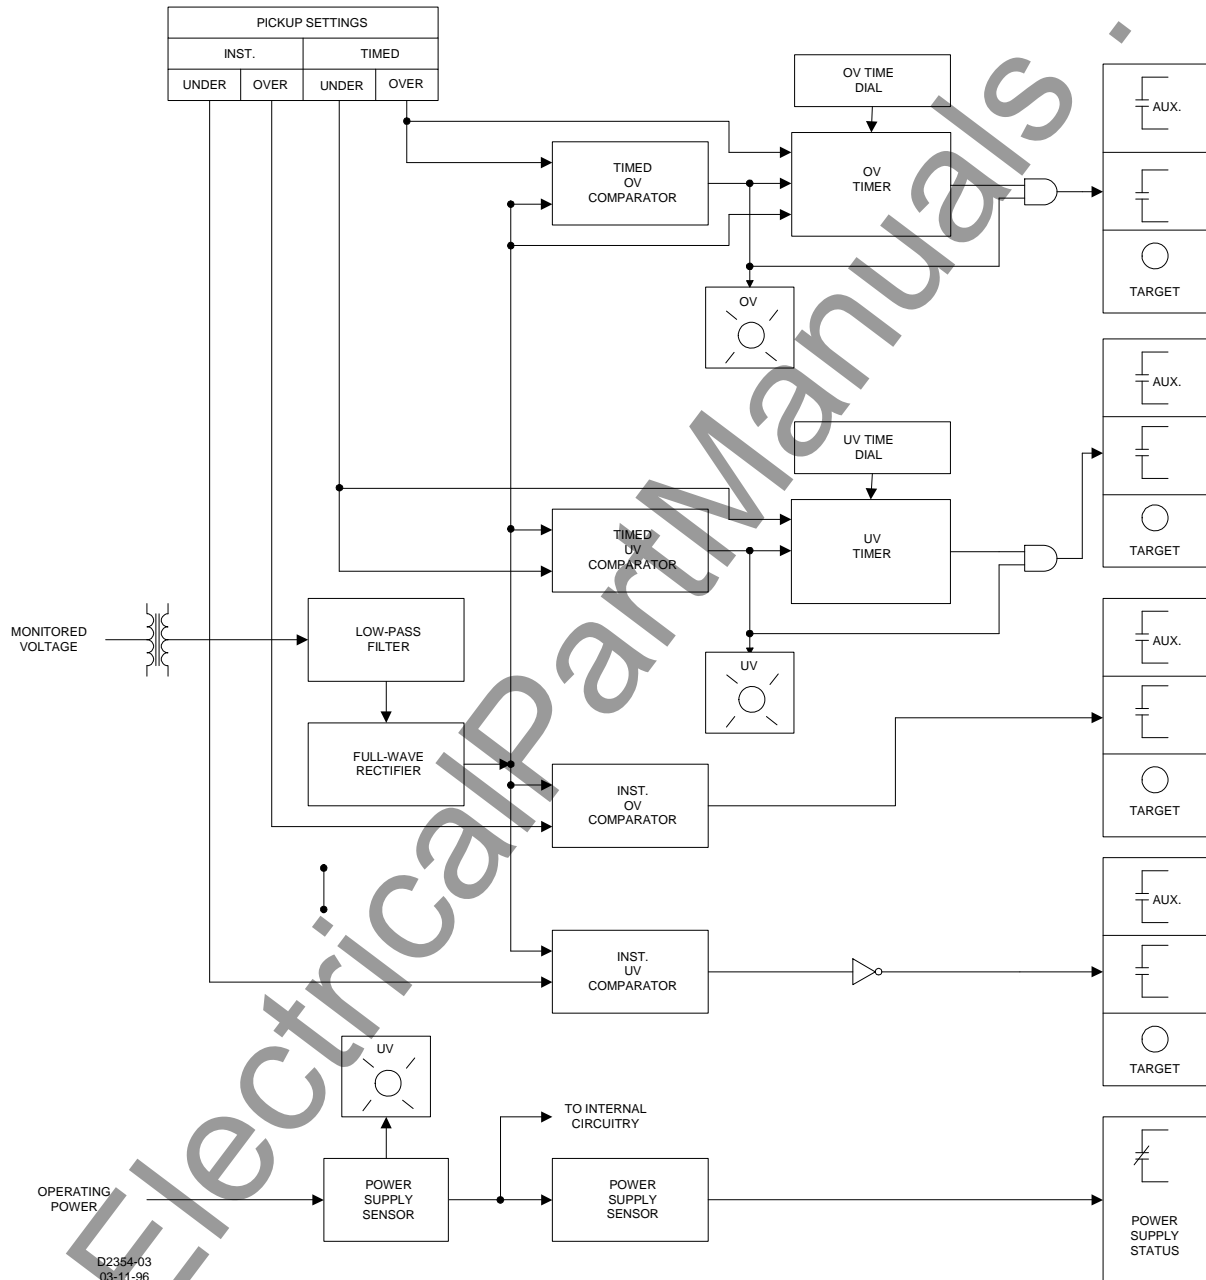 PICKUP SETTINGS
INST.
TIMED
UNDER
OVER
UNDER
OVER
OV TIME
DIAL
TIMED
OV
COMPARATOR
OV
TIMER
AUX.
TARGET
OV
AUX.
TARGET
UV TIME
DIAL
TIMED
UV
COMPARATOR
UV
TIMER
UV
MONITORED
VOLTAGE
LOW-PASS
FILTER
FULL-WAVE
RECTIFIER
AUX.
TARGET
INST.
OV
COMPARATOR
AUX.
TARGET
INST.
UV
COMPARATOR
UV
TO INTERNAL
CIRCUITRY
OPERATING
POWER
POWER
SUPPLY
SENSOR
POWER
SUPPLY
SENSOR
POWER
SUPPLY
STATUS
D2354-03
03-11-96
ElectricalPartManuals .